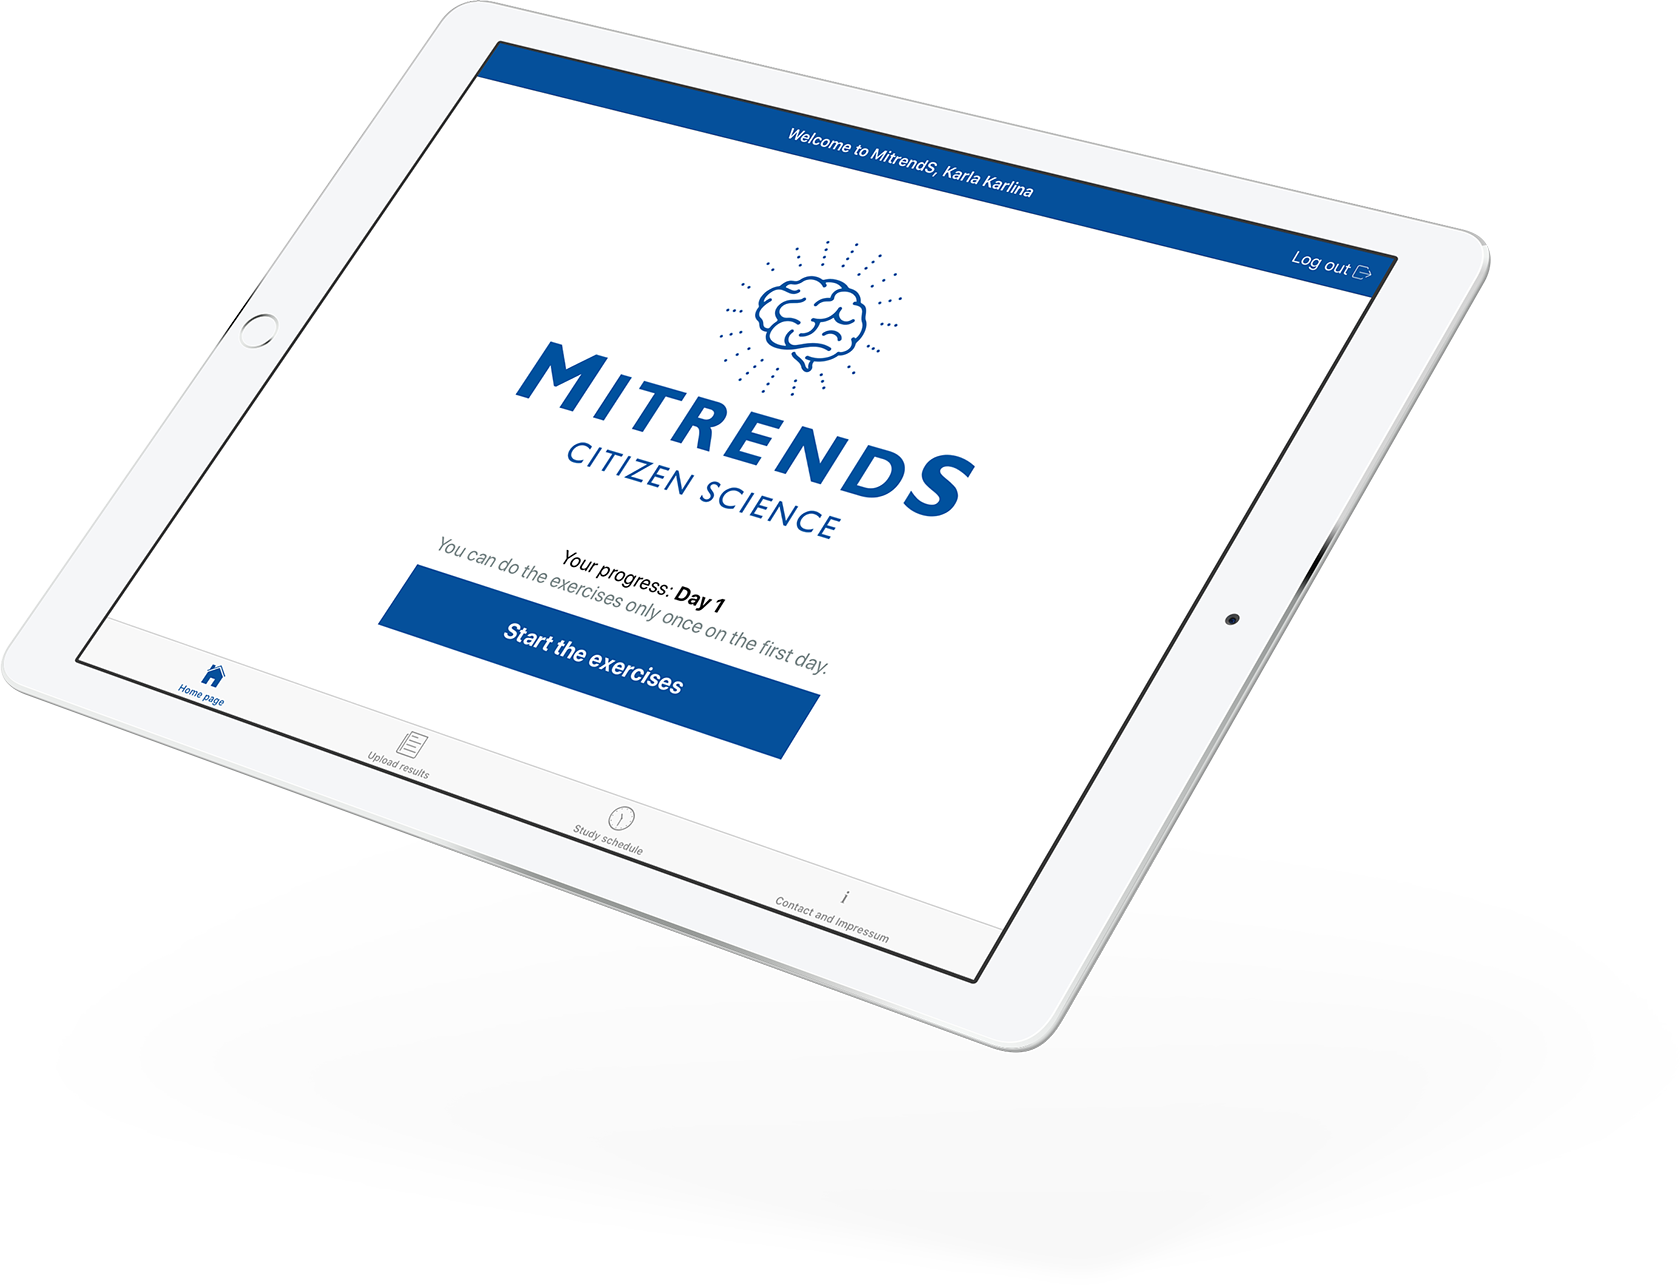 Welcome to MitrendS, Karla Karlina
Log out
MITRENDS
CITIZEN SCIENCE
Your progress: Day 1
You can do the exercises only once on the first day.
Start the exercises
Home page
Upload results
Study schedule
i
Contact and Impressum